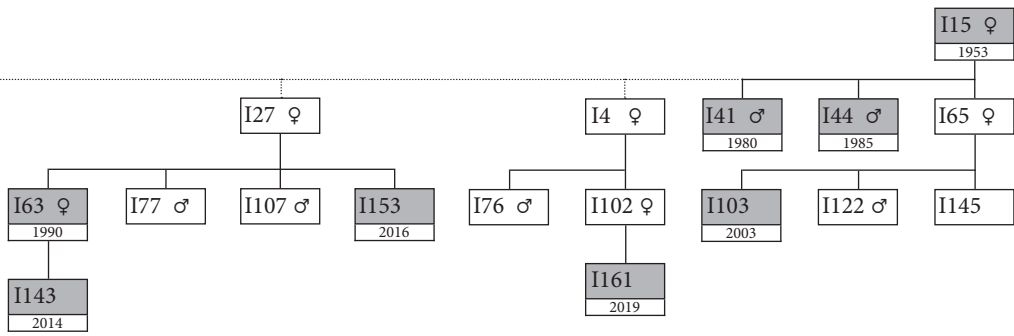 I15 ♀
1953
I27 ♀
I4 ♀
I41 ♂
1980
I44 ♂
1985
I65 ♀
I63 ♀
1990
I77 ♂
I107 ♂
I153
2016
I76 ♂
I102 ♀
I103
2003
I122 ♂
I145
I143
2014
I161
2019